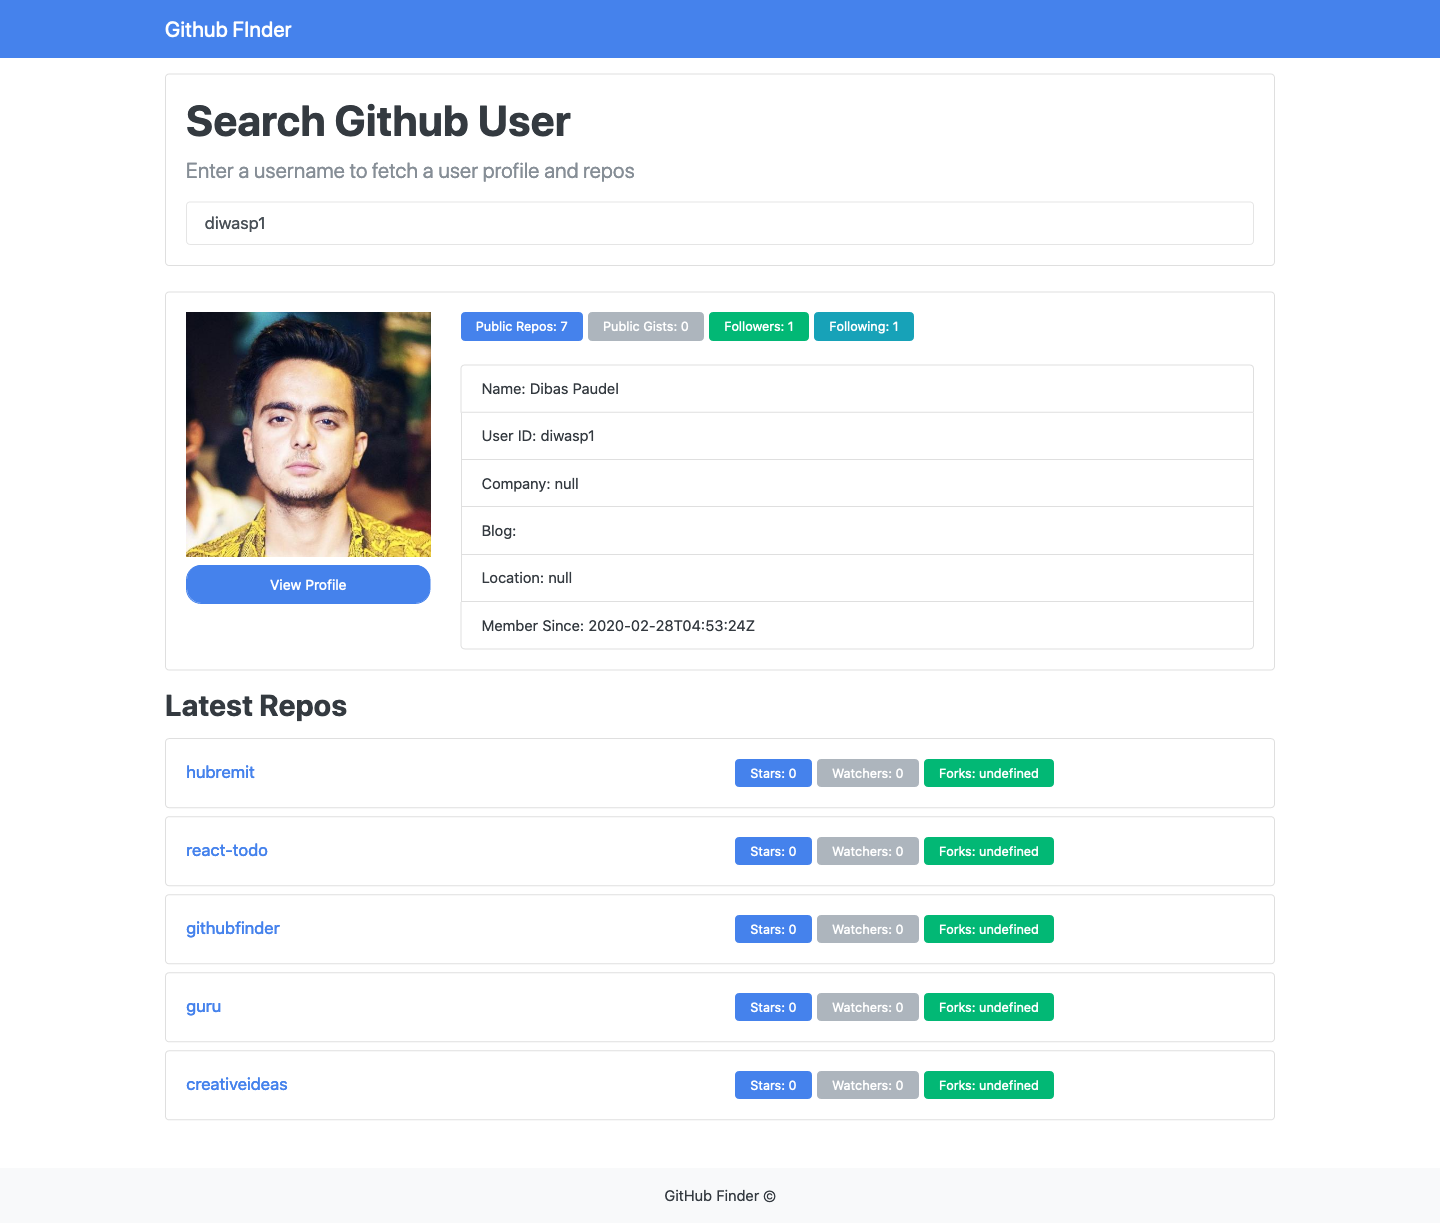 Github FInder
Search Github User
Enter a username to fetch a user profile and repos
diwasp1
Public Repos: 7 Public Gists: 0 Followers: 1 Following: 1
Name: Dibas Paudel
User ID: diwasp1
Company: null
Blog:
Location: null
Member Since: 2020-02-28T04:53:24Z
View Profile
Latest Repos
hubremit Stars: 0 Watchers: 0 Forks: undefined
react-todo Stars: 0 Watchers: 0 Forks: undefined
githubfinder Stars: 0 Watchers: 0 Forks: undefined
guru Stars: 0 Watchers: 0 Forks: undefined
creativeideas Stars: 0 Watchers: 0 Forks: undefined
GitHub Finder ©